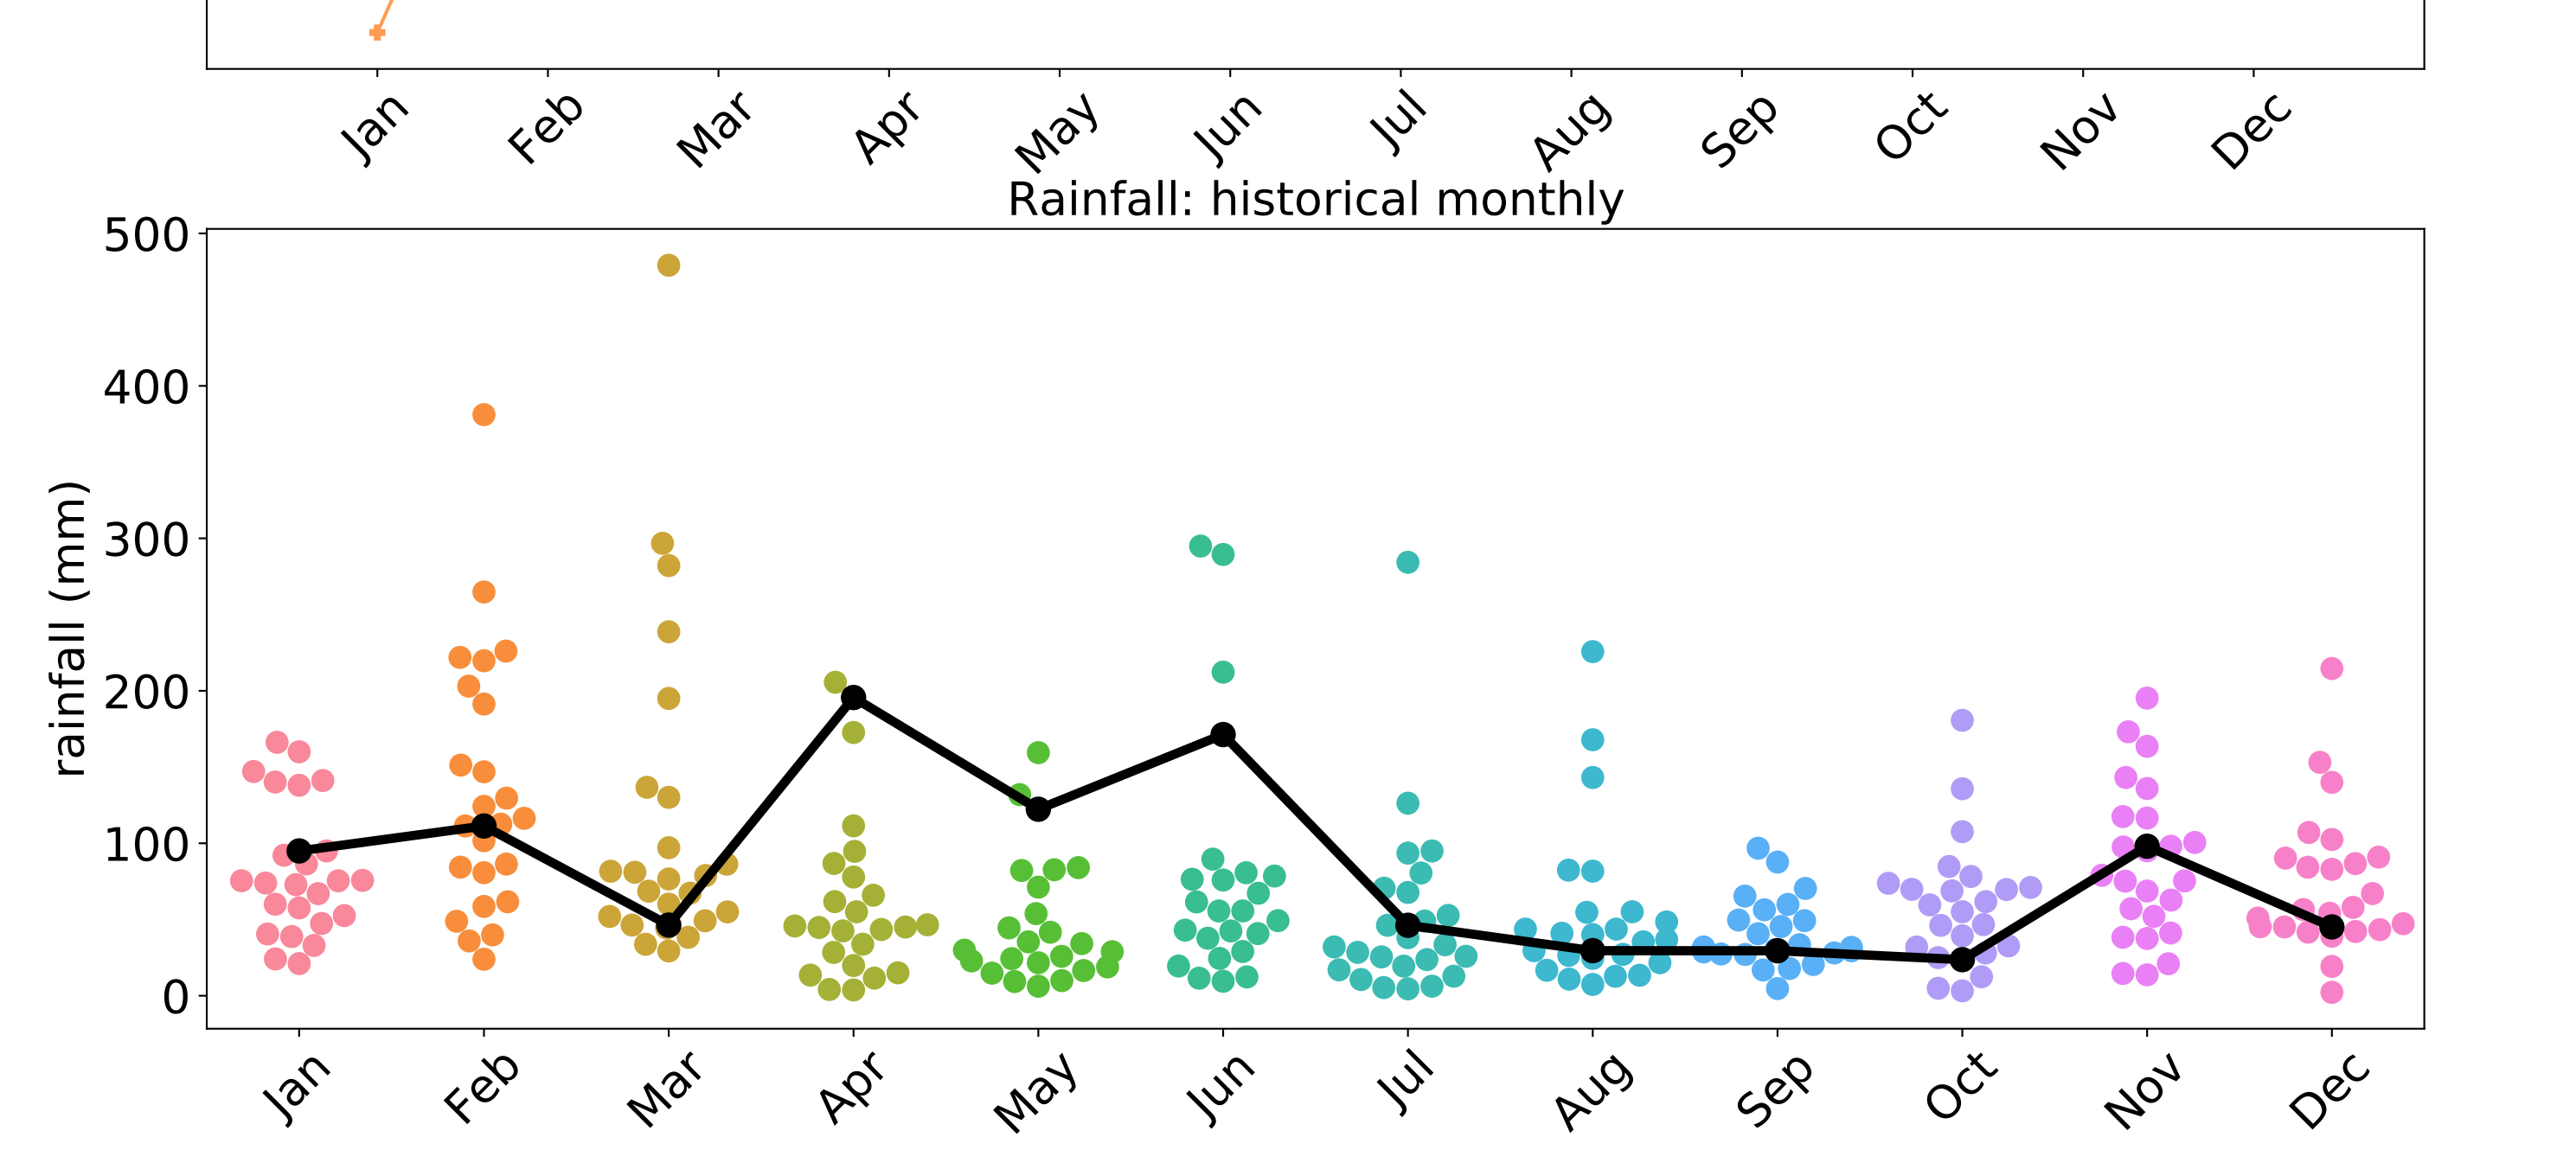 Jan Feb Mar Apr May Jun Jul Aug Sep Oct Nov Dec
Rainfall: historical monthly
500
400
300
200
100
0
rainfall (mm)
Jan Feb Mar Apr May Jun Jul Aug Sep Oct Nov Dec